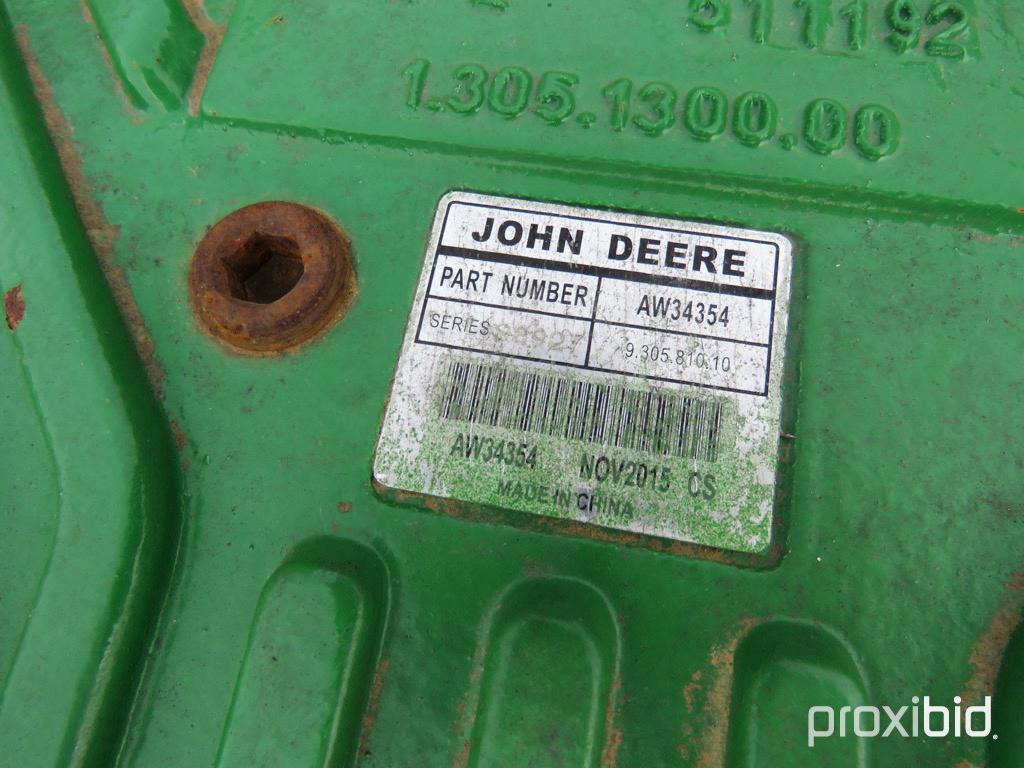 511192
1.305.1300.00
JOHN DEERE
PART NUMBER AW34354
SERIES 9.305.810.10
AW34354 NOV2015 CS
MADE IN CHINA
proxibid